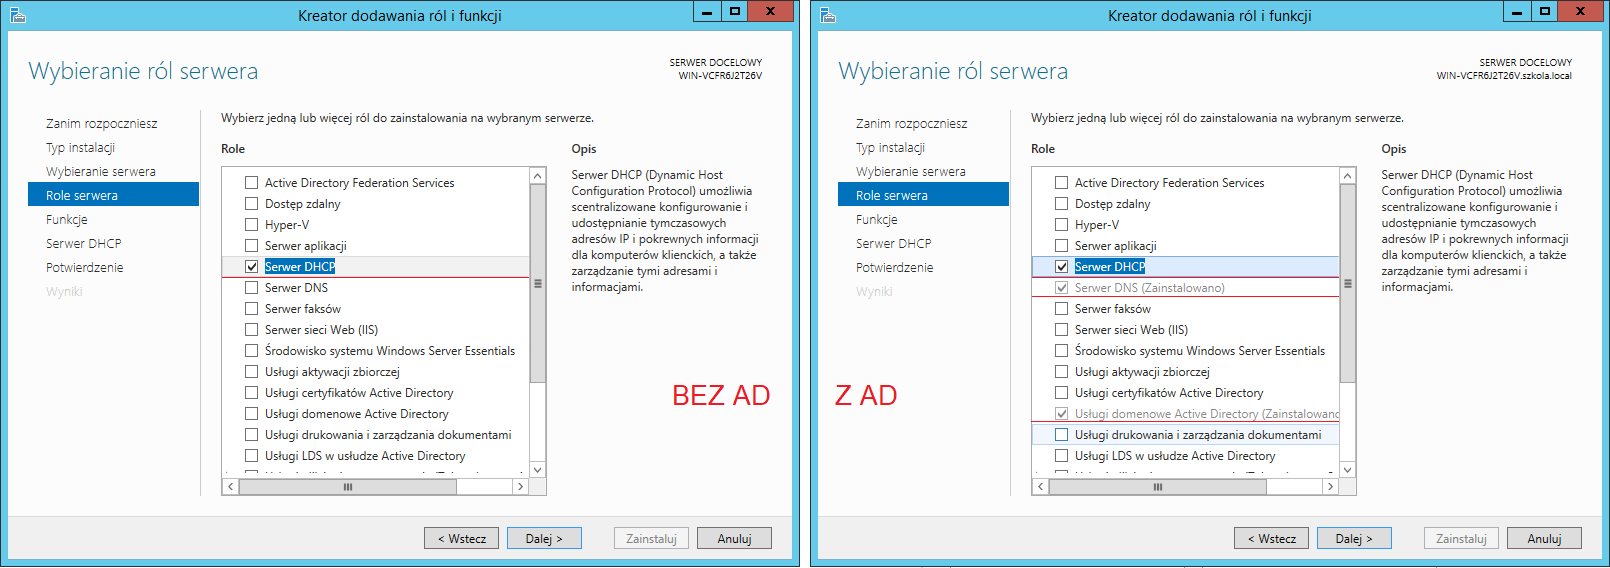 Kreator dodawania ról i funkcji
Wybieranie ról serwera
SERWER DOCELOWY
WIN-VCFR6J2T26V
Zanim rozpoczniesz
Typ instalacji
Wybieranie serwera
Role serwera
Funkcje
Serwer DHCP
Potwierdzenie
Wyniki
Wybierz jedną lub więcej ról do zainstalowania na wybranym serwerze.
Role
Active Directory Federation Services
Dostęp zdalny
Hyper-V
Serwer aplikacji
Serwer DHCP
Serwer DNS
Serwer faksów
Serwer sieci Web (IIS)
Środowisko systemu Windows Server Essentials
Usługi aktywacji zbiorczej
Usługi certyfikatów Active Directory
Usługi domenowe Active Directory
Usługi drukowania i zarządzania dokumentami
Usługi LDS w usłudze Active Directory
Opis
Serwer DHCP (Dynamic Host
Configuration Protocol) umożliwia
scentralizowane konfigurowanie i
udostępnianie tymczasowych
adresów IP i pokrewnych informacji
dla komputerów klienckich, a także
zarządzanie tymi adresami i
informacjami.
BEZ AD
< Wstecz
Dalej >
Zainstaluj
Anuluj
Kreator dodawania ról i funkcji
Wybieranie ról serwera
SERWER DOCELOWY
WIN-VCFR6J2T26V.szkola.local
Zanim rozpoczniesz
Typ instalacji
Wybieranie serwera
Role serwera
Funkcje
Serwer DHCP
Potwierdzenie
Wyniki
Wybierz jedną lub więcej ról do zainstalowania na wybranym serwerze.
Role
Active Directory Federation Services
Dostęp zdalny
Hyper-V
Serwer aplikacji
Serwer DHCP
Serwer DNS (Zainstalowano)
Serwer faksów
Serwer sieci Web (IIS)
Środowisko systemu Windows Server Essentials
Usługi aktywacji zbiorczej
Usługi certyfikatów Active Directory
Usługi domenowe Active Directory (Zainstalowano
Usługi drukowania i zarządzania dokumentami
Usługi LDS w usłudze Active Directory
Opis
Serwer DHCP (Dynamic Host
Configuration Protocol) umożliwia
scentralizowane konfigurowanie i
udostępnianie tymczasowych
adresów IP i pokrewnych informacji
dla komputerów klienckich, a także
zarządzanie tymi adresami i
informacjami.
Z AD
< Wstecz
Dalej >
Zainstaluj
Anuluj